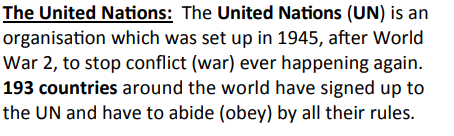 The United Nations: The United Nations (UN) is an
organisation which was set up in 1945, after World
War 2, to stop conflict (war) ever happening again.
193 countries around the world have signed up to
the UN and have to abide (obey) by all their rules.